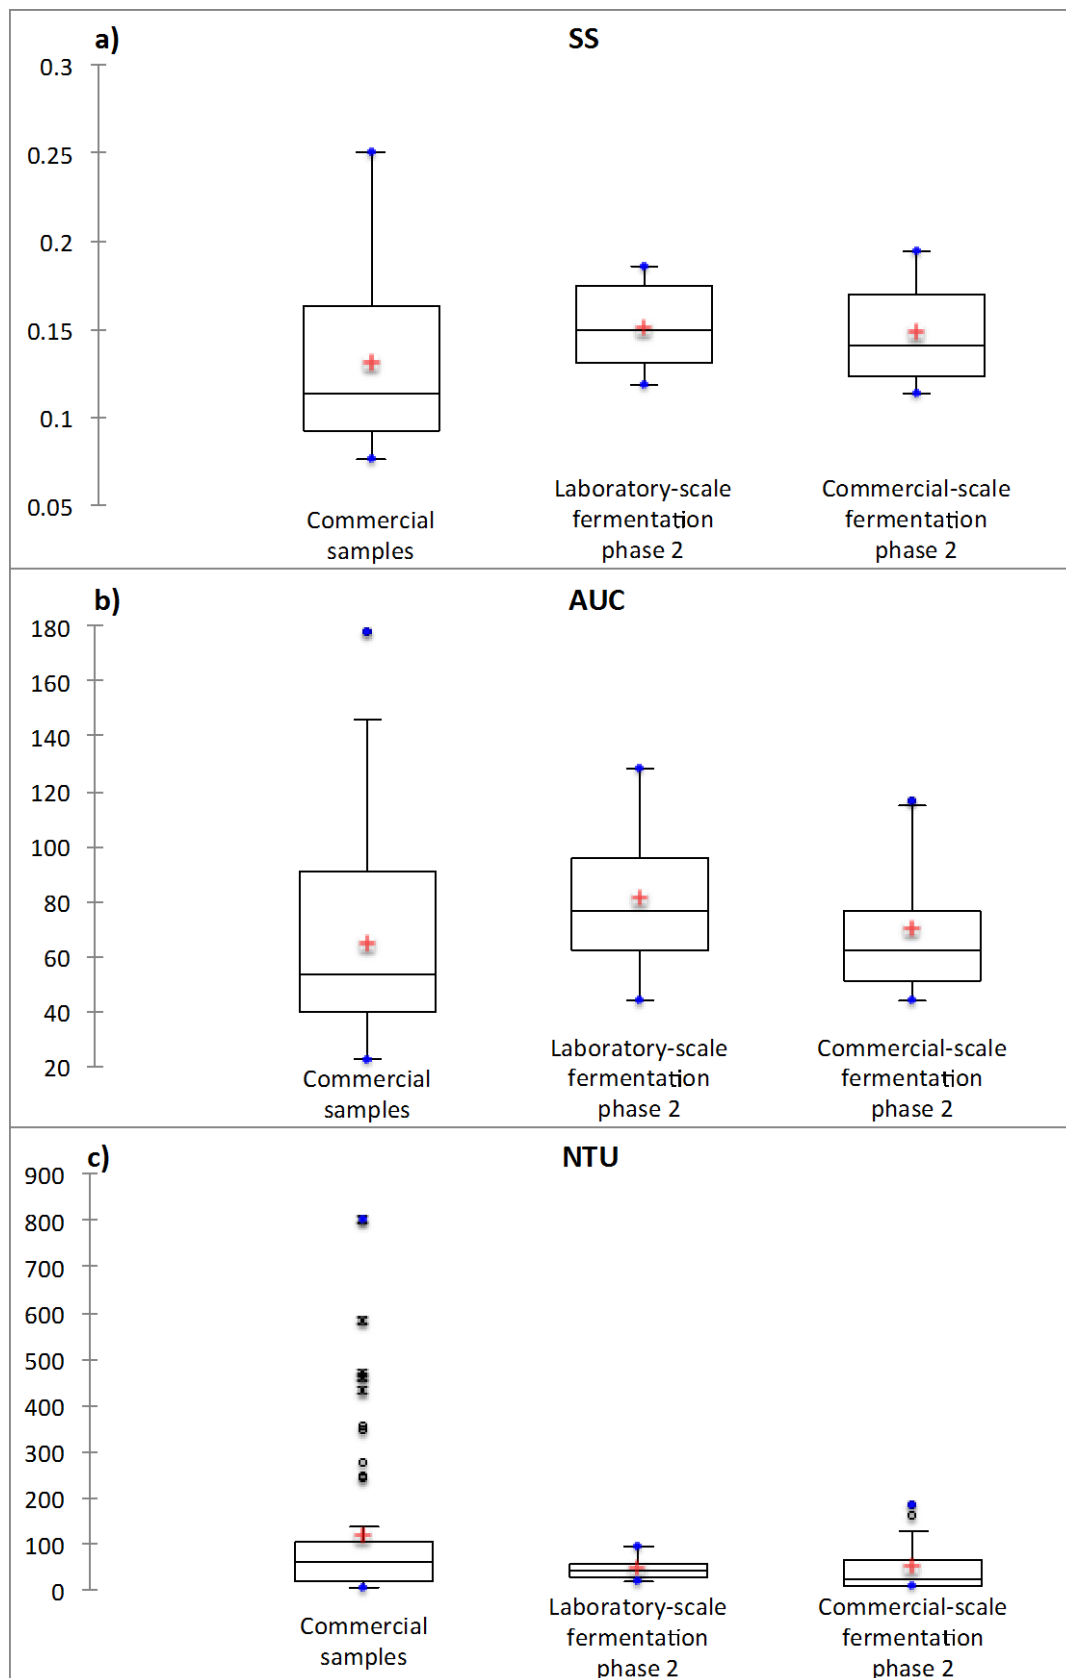 a)
SS
0.3
0.25
0.2
0.15
0.1
0.05
Commercial
samples
Laboratory-scale
fermentation
phase 2
Commercial-scale
fermentation
phase 2
b)
AUC
180
160
140
120
100
80
60
40
20
Commercial
samples
Laboratory-scale
fermentation
phase 2
Commercial-scale
fermentation
phase 2
c)
NTU
900
800
700
600
500
400
300
200
100
0
Commercial
samples
Laboratory-scale
fermentation
phase 2
Commercial-scale
fermentation
phase 2